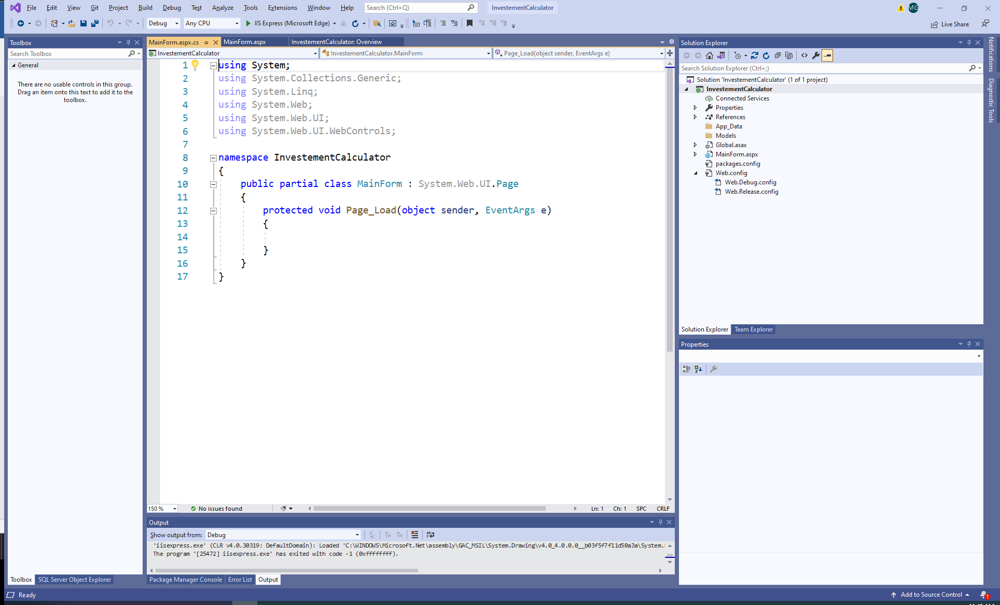 File Edit View Git Project Build Debug Test Analyze Tools Extensions Window Help Search (Ctrl+Q) InvestementCalculator MG
Debug Any CPU IIS Express (Microsoft Edge) Live Share
Toolbox
Search Toolbox
General
There are no usable controls in this group.
Drag an item onto this text to add it to the
toolbox.
MainForm.aspx.cs MainForm.aspx InvestementCalculator: Overview
InvestementCalculator InvestementCalculator.MainForm Page_Load(object sender, EventArgs e)
1 using System;
2 using System.Collections.Generic;
3 using System.Linq;
4 using System.Web;
5 using System.Web.UI;
6 using System.Web.UI.WebControls;
7
8 namespace InvestementCalculator
9 {
10 public partial class MainForm : System.Web.UI.Page
11 {
12 protected void Page_Load(object sender, EventArgs e)
13 {
14
15 }
16 }
17 }
150 % No issues found Ln: 1 Ch: 1 SPC CRLF
Output
Show output from: Debug
'iisexpress.exe' (CLR v4.0.30319: DefaultDomain): Loaded 'C:\WINDOWS\Microsoft.Net\assembly\GAC_MSIL\System.Drawing\v4.0_4.0.0.0__b03f5f7f11d50a3a\System.
The program '[25472] iisexpress.exe' has exited with code -1 (0xffffffff).
Toolbox SQL Server Object Explorer Package Manager Console Error List Output
Solution Explorer
Search Solution Explorer (Ctrl+;)
Solution 'InvestementCalculator' (1 of 1 project)
InvestementCalculator
Connected Services
Properties
References
App_Data
Models
Global.asax
MainForm.aspx
packages.config
Web.config
Web.Debug.config
Web.Release.config
Solution Explorer Team Explorer
Properties
Notifications
Diagnostic Tools
Ready Add to Source Control 1